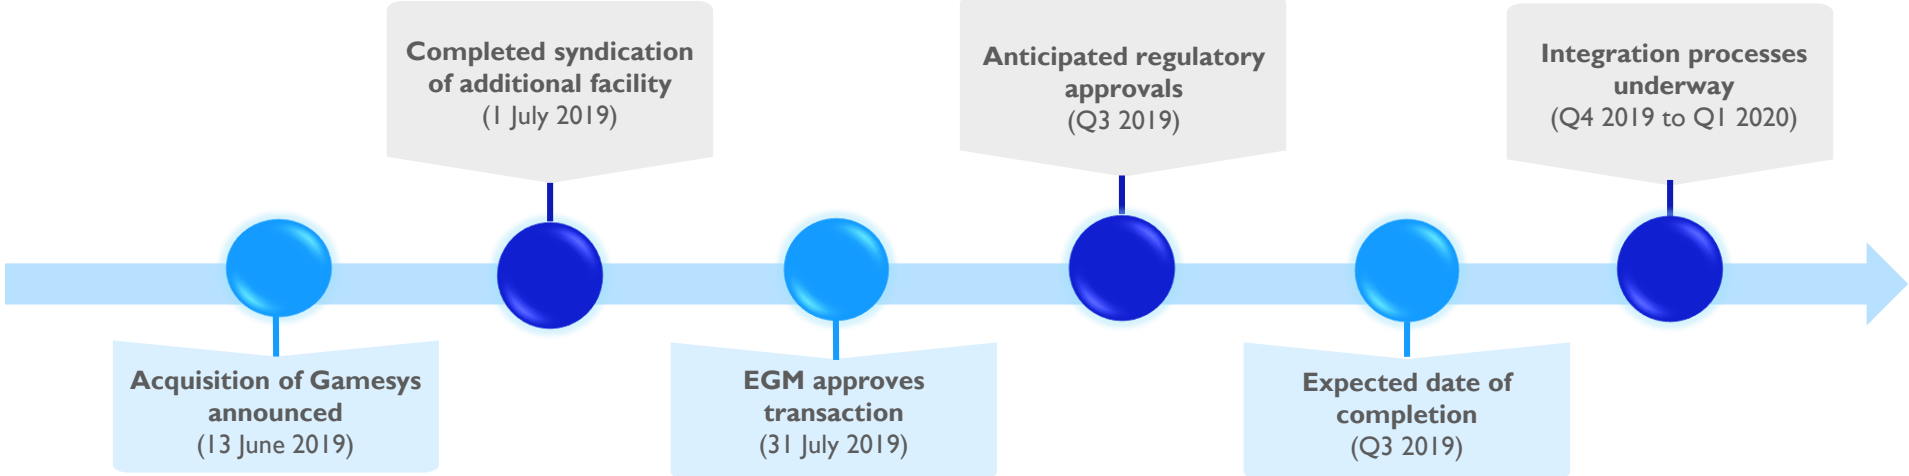 Acquisition of Gamesys
announced
(13 June 2019)
Completed syndication
of additional facility
(1 July 2019)
EGM approves
transaction
(31 July 2019)
Anticipated regulatory
approvals
(Q3 2019)
Expected date of
completion
(Q3 2019)
Integration processes
underway
(Q4 2019 to Q1 2020)